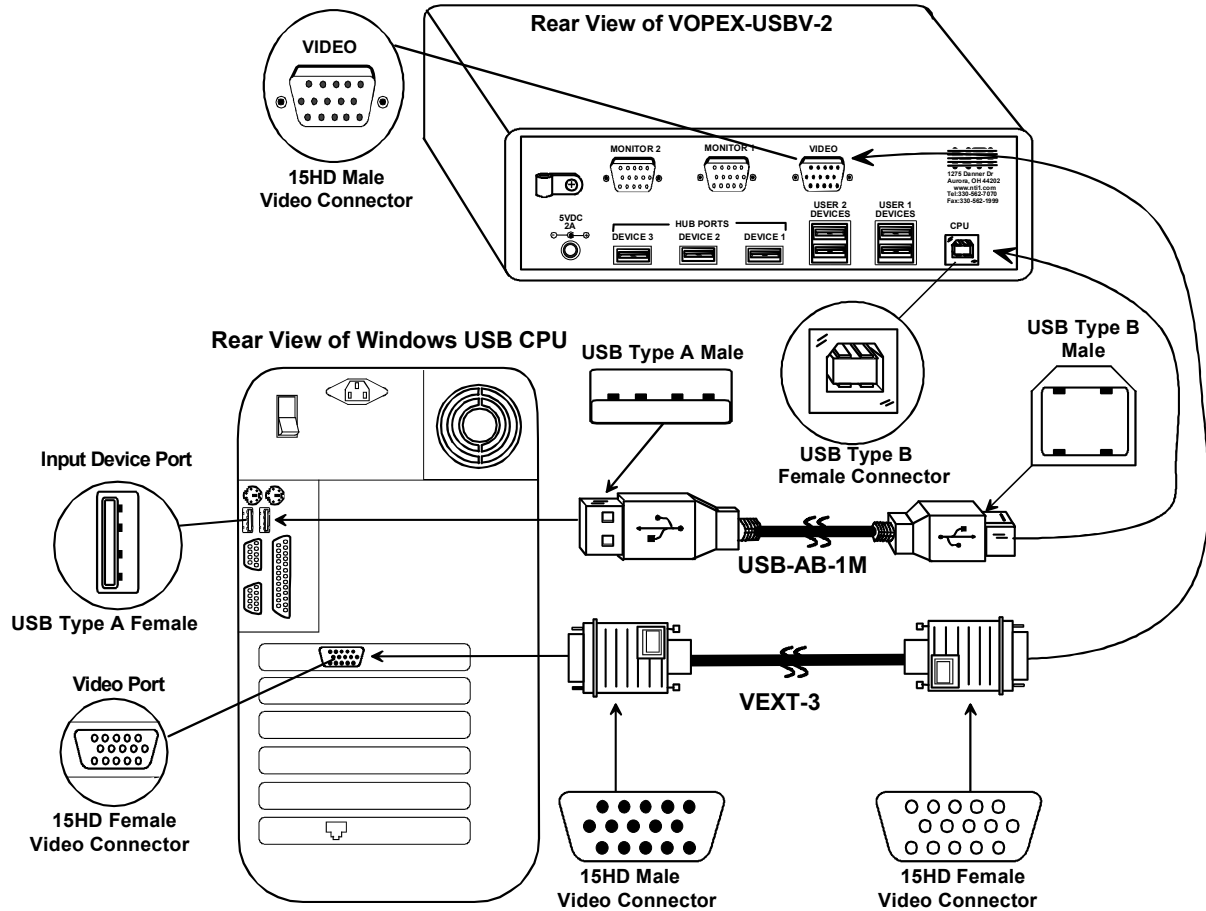 Rear View of VOPEX-USBV-2
VIDEO
15HD Male
Video Connector
MONITOR 2
MONITOR 1
VIDEO
1275 Danner Dr
Aurora, OH 44202
www.nti1.com
Tel:330-562-7070
Fax:330-562-1999
5VDC
2A
HUB PORTS
DEVICE 3
DEVICE 2
DEVICE 1
USER 2
DEVICES
USER 1
DEVICES
CPU
Rear View of Windows USB CPU
USB Type A Male
USB Type B
Male
USB Type B
Female Connector
Input Device Port
USB Type A Female
USB-AB-1M
Video Port
15HD Female
Video Connector
VEXT-3
15HD Male
Video Connector
15HD Female
Video Connector